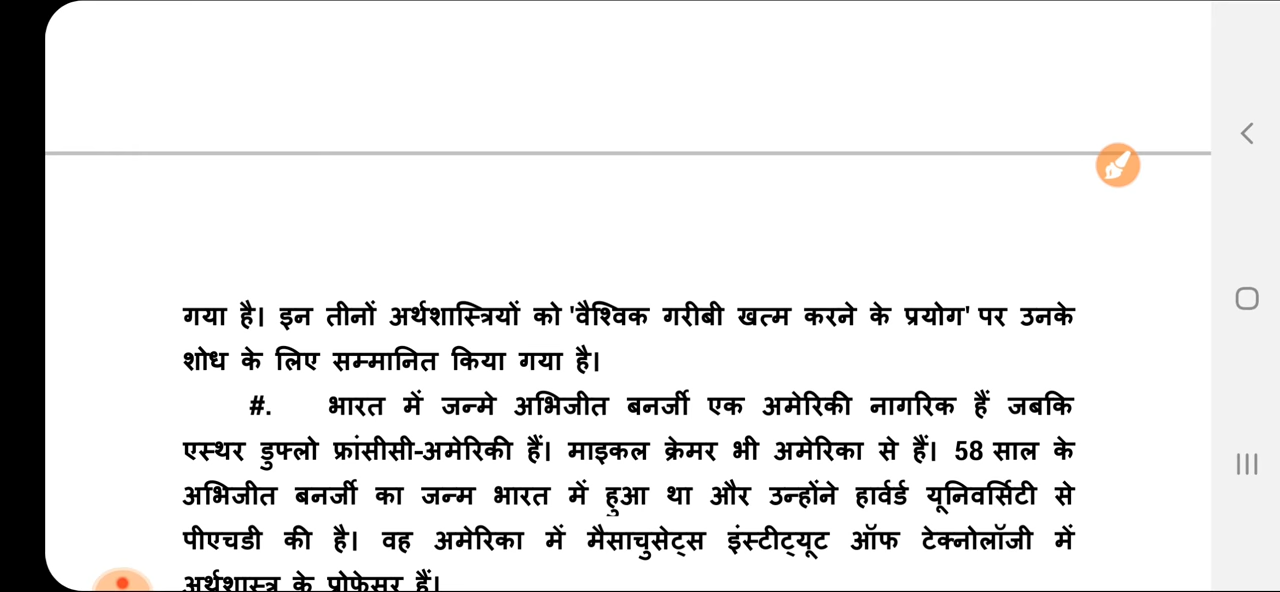 गया है। इन तीनों अर्थशास्त्रियों को 'वैश्विक गरीबी खत्म करने के प्रयोग' पर उनके
शोध के लिए सम्मानित किया गया है।
#. भारत में जन्मे अभिजीत बनर्जी एक अमेरिकी नागरिक हैं जबकि
एस्थर डुफ्लो फ्रांसीसी-अमेरिकी हैं। माइकल क्रेमर भी अमेरिका से हैं। 58 साल के
अभिजीत बनर्जी का जन्म भारत में हुआ था और उन्होंने हार्वर्ड यूनिवर्सिटी से
पीएचडी की है। वह अमेरिका में मैसाचुसेट्स इंस्टीट्यूट ऑफ टेक्नोलॉजी में
अर्थशास्त्र के प्रोफेसर हैं।